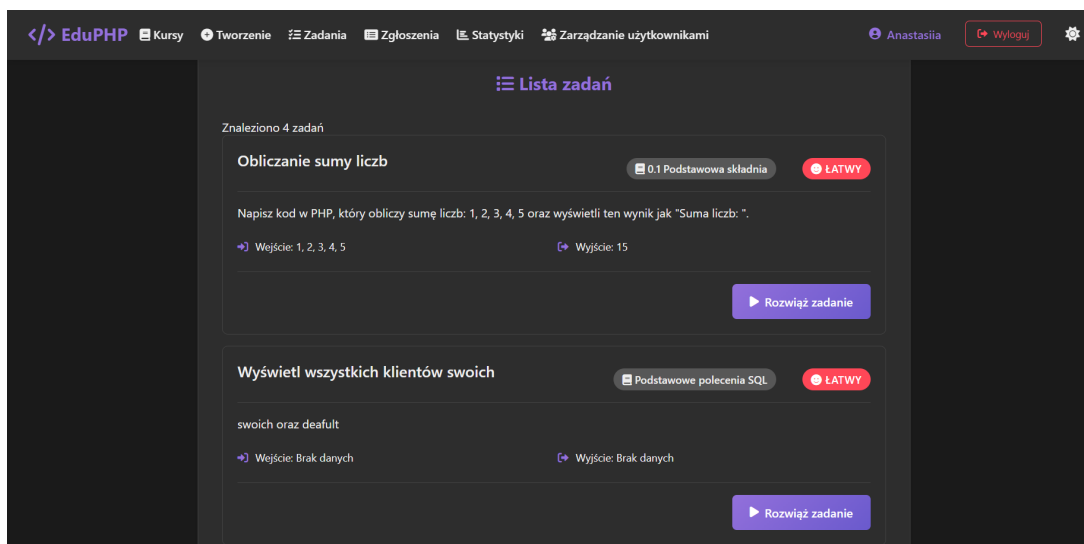 </> EduPHP Kursy Tworzenie Zadania Zgłoszenia Statystyki Zarządzanie użytkownikami Anastasiia Wyloguj
Lista zadań
Znaleziono 4 zadań
Obliczanie sumy liczb 0.1 Podstawowa składnia ŁATWY
Napisz kod w PHP, który obliczy sumę liczb: 1, 2, 3, 4, 5 oraz wyświetli ten wynik jak "Suma liczb: ".
Wejście: 1, 2, 3, 4, 5 Wyjście: 15
Rozwiąż zadanie
Wyświetl wszystkich klientów swoich Podstawowe polecenia SQL ŁATWY
swoich oraz deafult
Wejście: Brak danych Wyjście: Brak danych
Rozwiąż zadanie